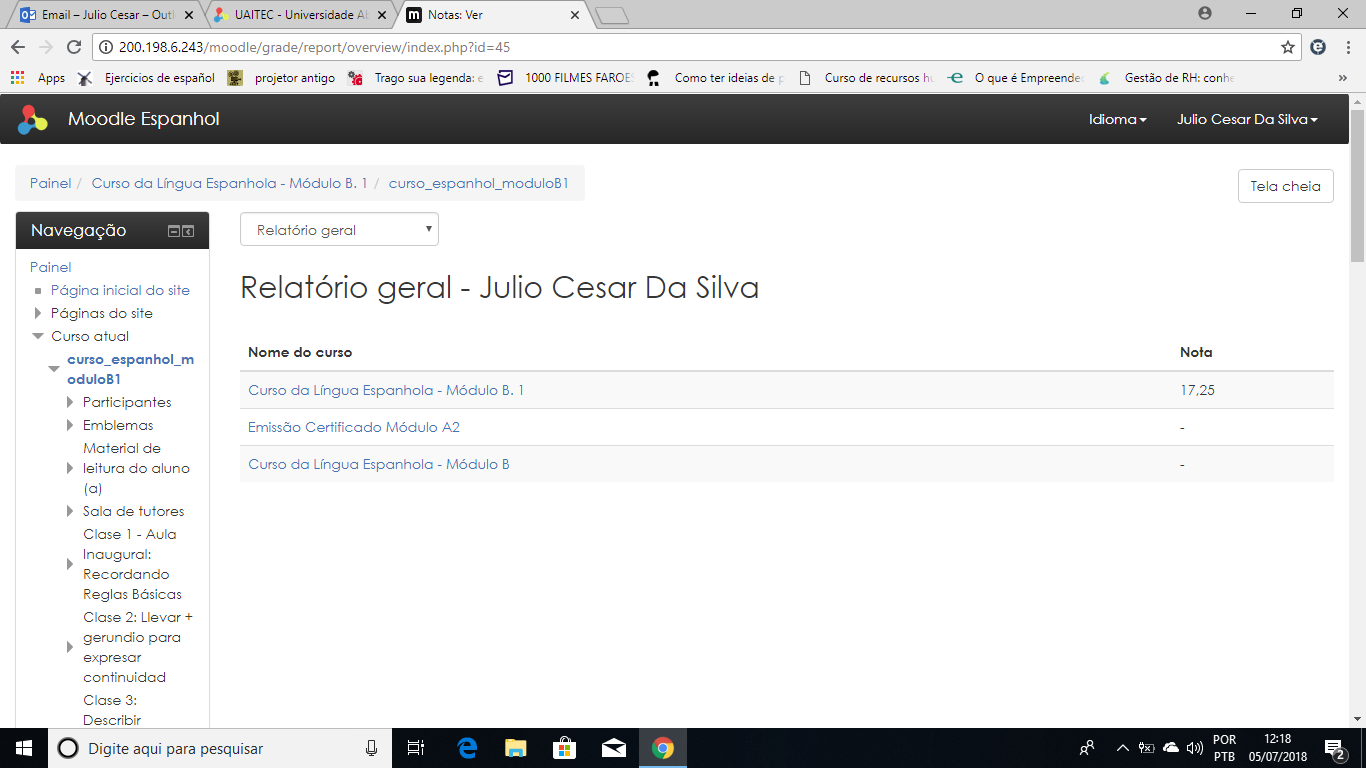 Email – Julio Cesar – Outl
UAITEC - Universidade Ab
Notas: Ver
200.198.6.243/moodle/grade/report/overview/index.php?id=45
Apps
Ejercicios de español
projetor antigo
Trago sua legenda: e
1000 FILMES FAROES
Como ter ideias de p
Curso de recursos hu
O que é Empreende
Gestão de RH: conhe
»
Moodle Espanhol
Idioma
Julio Cesar Da Silva
Painel / Curso da Língua Espanhola - Módulo B. 1 / curso_espanhol_moduloB1
Tela cheia
Navegação
Painel
Página inicial do site
Páginas do site
Curso atual
curso_espanhol_m
oduloB1
Participantes
Emblemas
Material de
leitura do aluno
(a)
Sala de tutores
Clase 1 - Aula
Inaugural:
Recordando
Reglas Básicas
Clase 2: Llevar +
gerundio para
expresar
continuidad
Clase 3:
Describir
Relatório geral
Relatório geral - Julio Cesar Da Silva
Nome do curso Nota
Curso da Língua Espanhola - Módulo B. 1 17,25
Emissão Certificado Módulo A2 -
Curso da Língua Espanhola - Módulo B -
Digite aqui para pesquisar
POR
PTB
12:18
05/07/2018
2